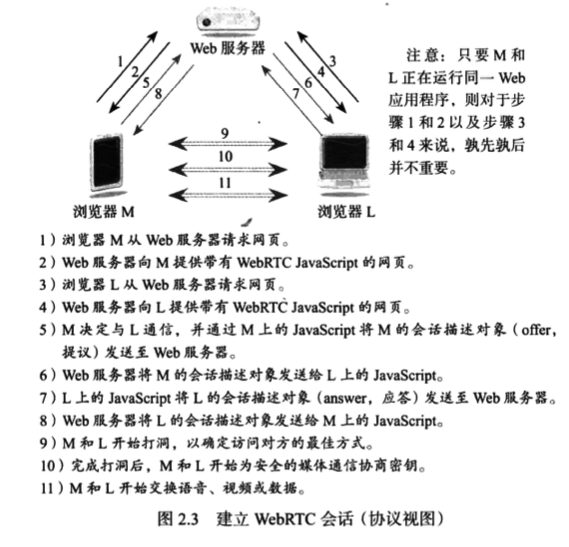 Web 服务器
1
2
5
8
3
4
6
7
注意：只要 M 和
L 正在运行同一 Web
应用程序，则对于步
骤 1 和 2 以及步骤 3
和 4 来说，孰先孰后
并不重要。
9
10
11
浏览器 M
浏览器 L
1）浏览器 M 从 Web 服务器请求网页。
2）Web 服务器向 M 提供带有 WebRTC JavaScript 的网页。
3）浏览器 L 从 Web 服务器请求网页。
4）Web 服务器向 L 提供带有 WebRTC JavaScript 的网页。
5）M 决定与 L 通信，并通过 M 上的 JavaScript 将 M 的会话描述对象（offer，
提议）发送至 Web 服务器。
6）Web 服务器将 M 的会话描述对象发送给 L 上的 JavaScript。
7）L 上的 JavaScript 将 L 的会话描述对象（answer，应答）发送至 Web 服务器。
8）Web 服务器将 L 的会话描述对象发送给 M 上的 JavaScript。
9）M 和 L 开始打洞，以确定访问对方的最佳方式。
10）完成打洞后，M 和 L 开始为安全的媒体通信协商密钥。
11）M 和 L 开始交换语音、视频或数据。
图 2.3 建立 WebRTC 会话（协议视图）